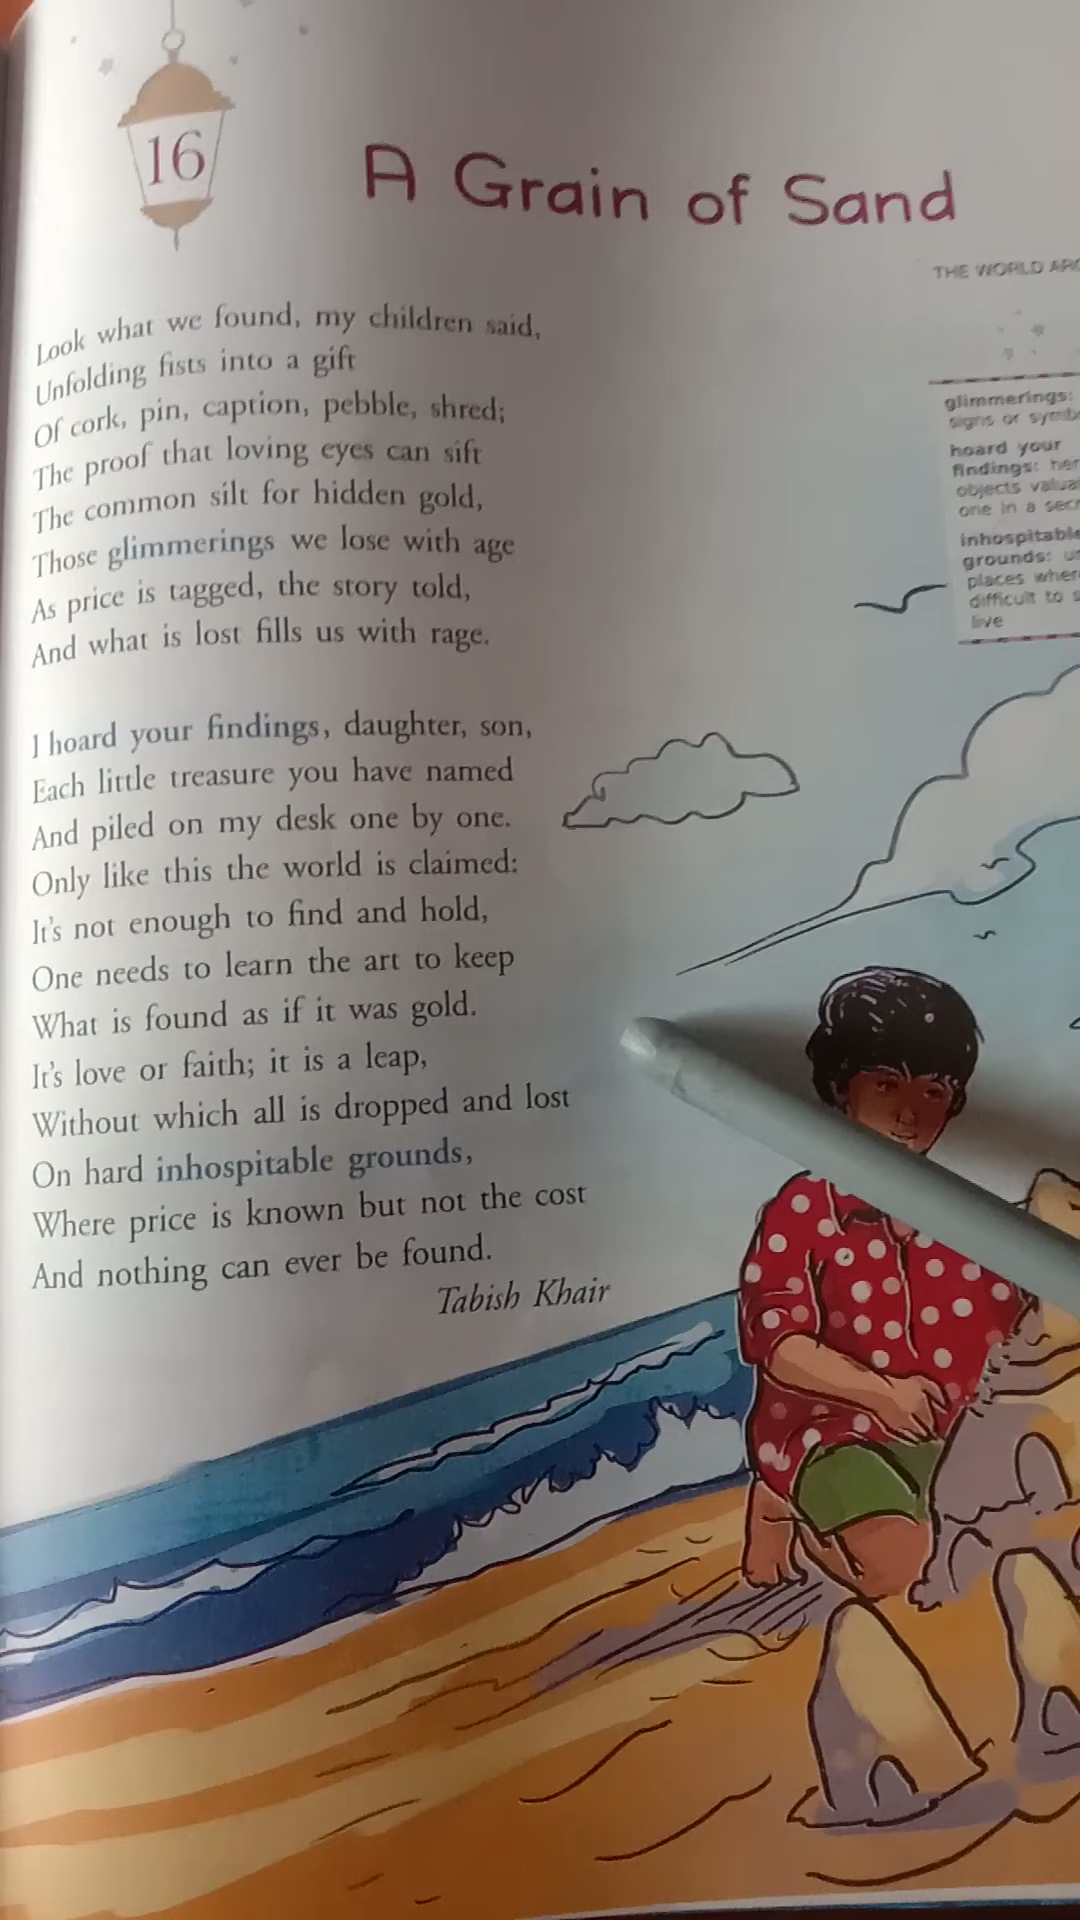 16
A Grain of Sand
THE WORLD
Look what we found, my children said,
Unfolding fists into a gift
Of cork, pin, caption, pebble, shred;
The proof that loving eyes can sift
The common silt for hidden gold,
Those glimmerings we lose with age
As price is tagged, the story told,
And what is lost fills us with rage.
I hoard your findings, daughter, son,
Each little treasure you have named
And piled on my desk one by one.
Only like this the world is claimed:
It's not enough to find and hold,
One needs to learn the art to keep
What is found as if it was gold.
It's love or faith; it is a leap,
Without which all is dropped and lost
On hard inhospitable grounds,
Where price is known but not the cost
And nothing can ever be found.
Tabish Khair
glimmerings:
signs or
hoard your
findings:
objects
one in a
inhospitable
grounds:
places
difficult to
live